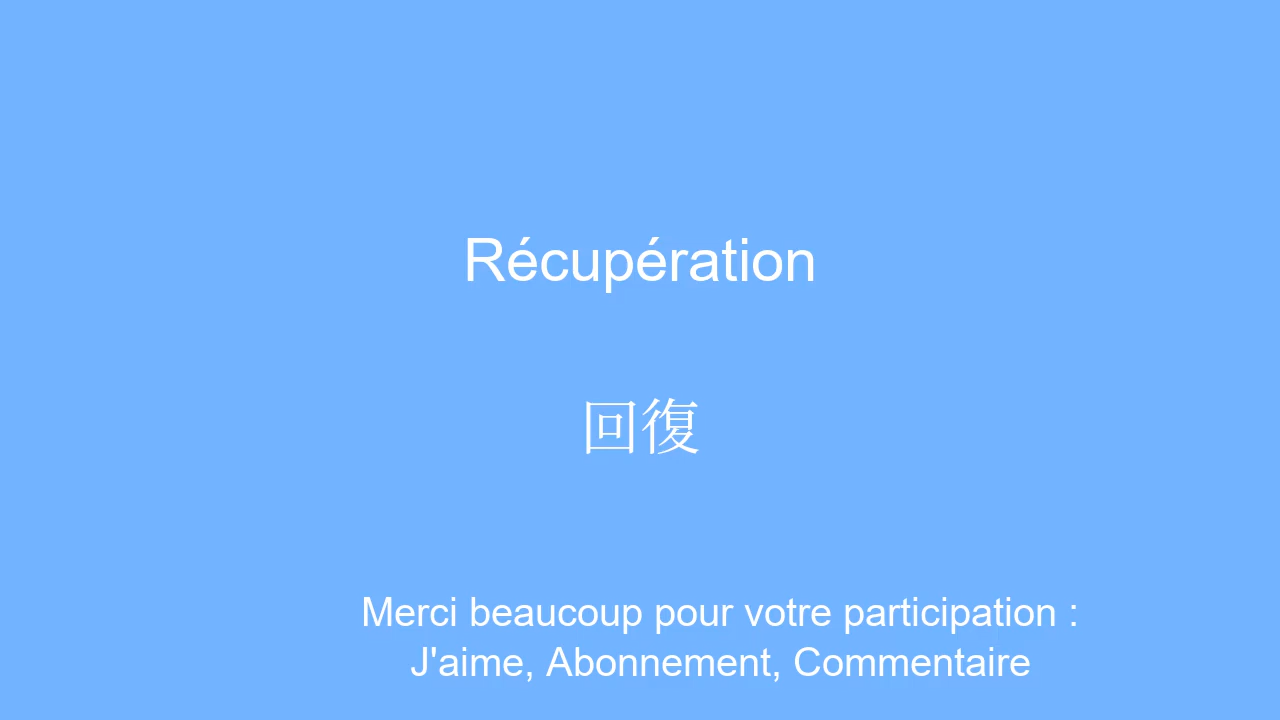 Récupération
回復
Merci beaucoup pour votre participation :
J'aime, Abonnement, Commentaire